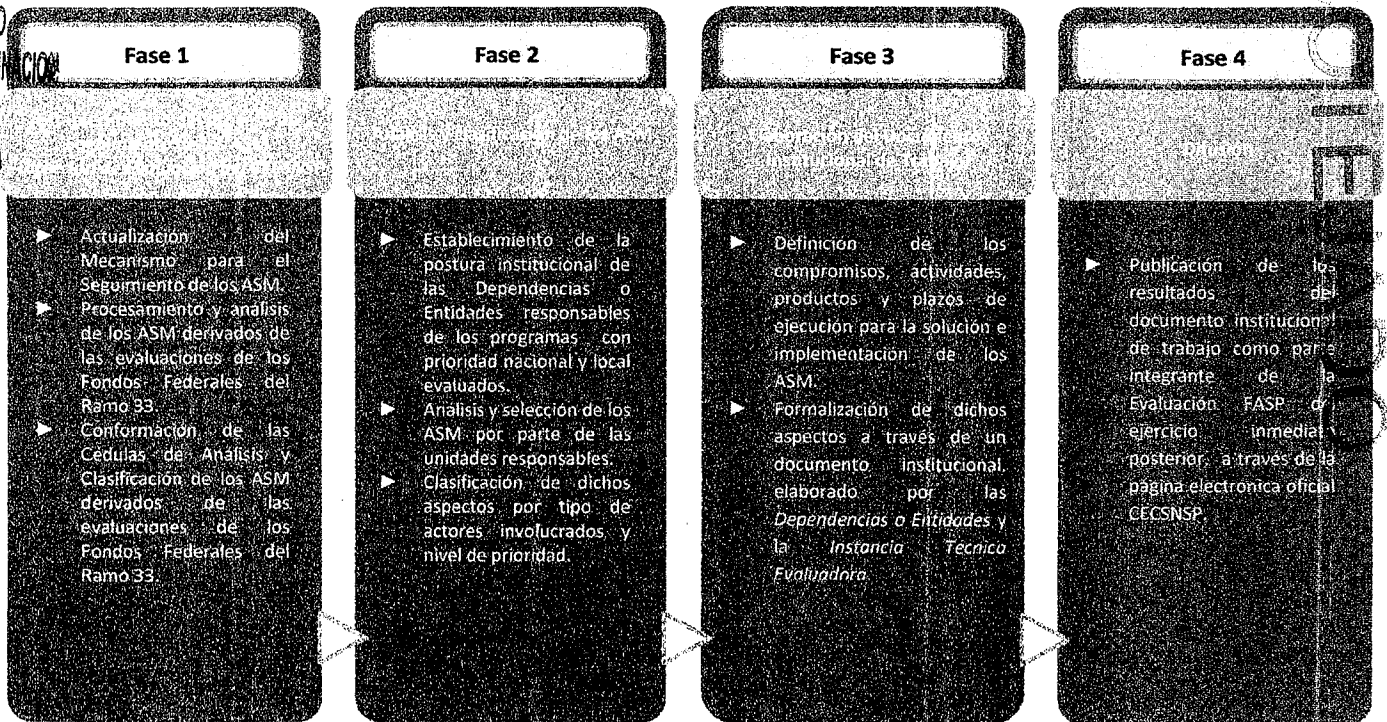 Fase 1
Actualización del
Mecanismo para el
Seguimiento de los ASM.
Procesamiento y análisis
de los ASM derivados de
las evaluaciones de los
Fondos Federales del
Ramo 33.
Conformación de las
Cédulas de Análisis y
Clasificación de los ASM
derivados de las
evaluaciones de los
Fondos Federales del
Ramo 33.
Fase 2
Establecimiento de la
postura institucional de
las Dependencias o
Entidades responsables
de los programas con
prioridad nacional y local
evaluados.
Análisis y selección de los
ASM por parte de las
unidades responsables.
Clasificación de dichos
aspectos por tipo de
actores involucrados y
nivel de prioridad.
Fase 3
Definición de los
compromisos, actividades,
productos y plazos de
ejecución para la solución e
implementación de los
ASM.
Formalización de dichos
aspectos a través de un
documento institucional,
elaborado por las
Dependencias o Entidades y
la Instancia Técnica
Evaluadora
Fase 4
Publicación de los
resultados del
documento institucional
de trabajo como parte
integrante de la
Evaluación FASP
ejercicio inmediato
posterior, a través de la
página electronica oficial
CECSNSP.